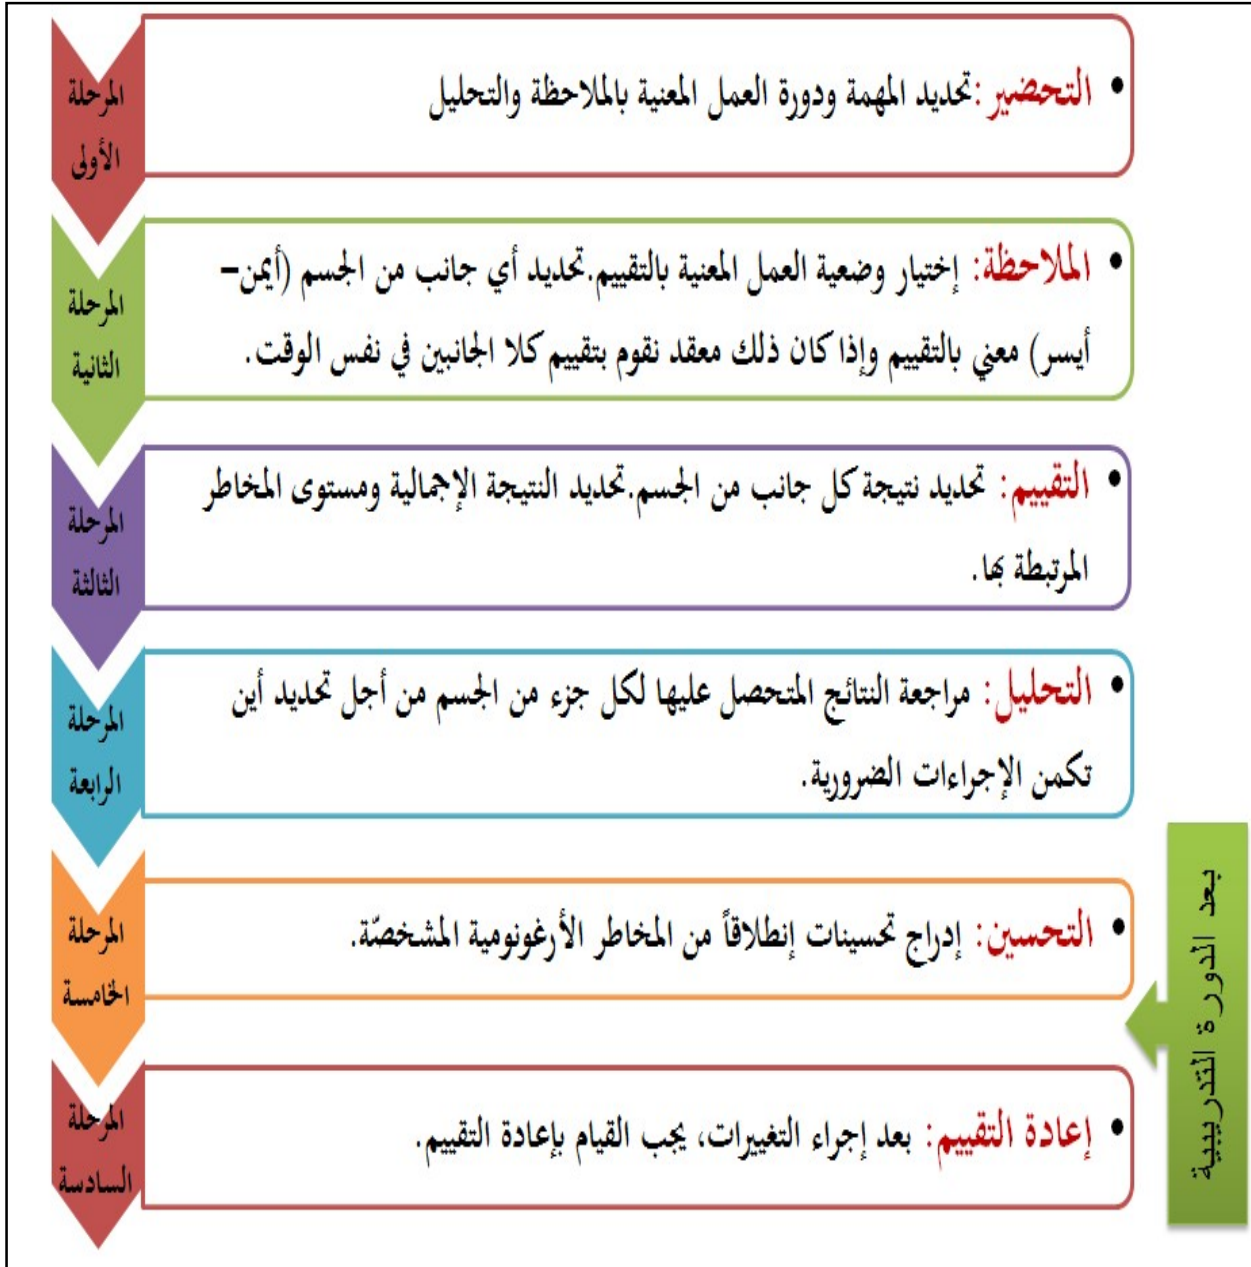 المرحلة
الأولى
• التحضير: تحديد المهمة ودورة العمل المعنية بالملاحظة والتحليل
المرحلة
الثانية
• الملاحظة: إختيار وضعية العمل المعنية بالتقييم.تحديد أي جانب من الجسم (أيمن–
أيسر) معني بالتقييم وإذا كان ذلك معقد نقوم بتقييم كلا الجانبين في نفس الوقت.
المرحلة
الثالثة
• التقييم: تحديد نتيجة كل جانب من الجسم.تحديد النتيجة الإجمالية ومستوى المخاطر
المرتبطة بها.
المرحلة
الرابعة
• التحليل: مراجعة النتائج المتحصل عليها لكل جزء من الجسم من أجل تحديد أين
تكمن الإجراءات الضرورية.
المرحلة
الخامسة
• التحسين: إدراج تحسينات إنطلاقاً من المخاطر الأرغونومية المشخصّة.
المرحلة
السادسة
• إعادة التقييم: بعد إجراء التغييرات، يجب القيام بإعادة التقييم.
بعد الدورة التدريبية